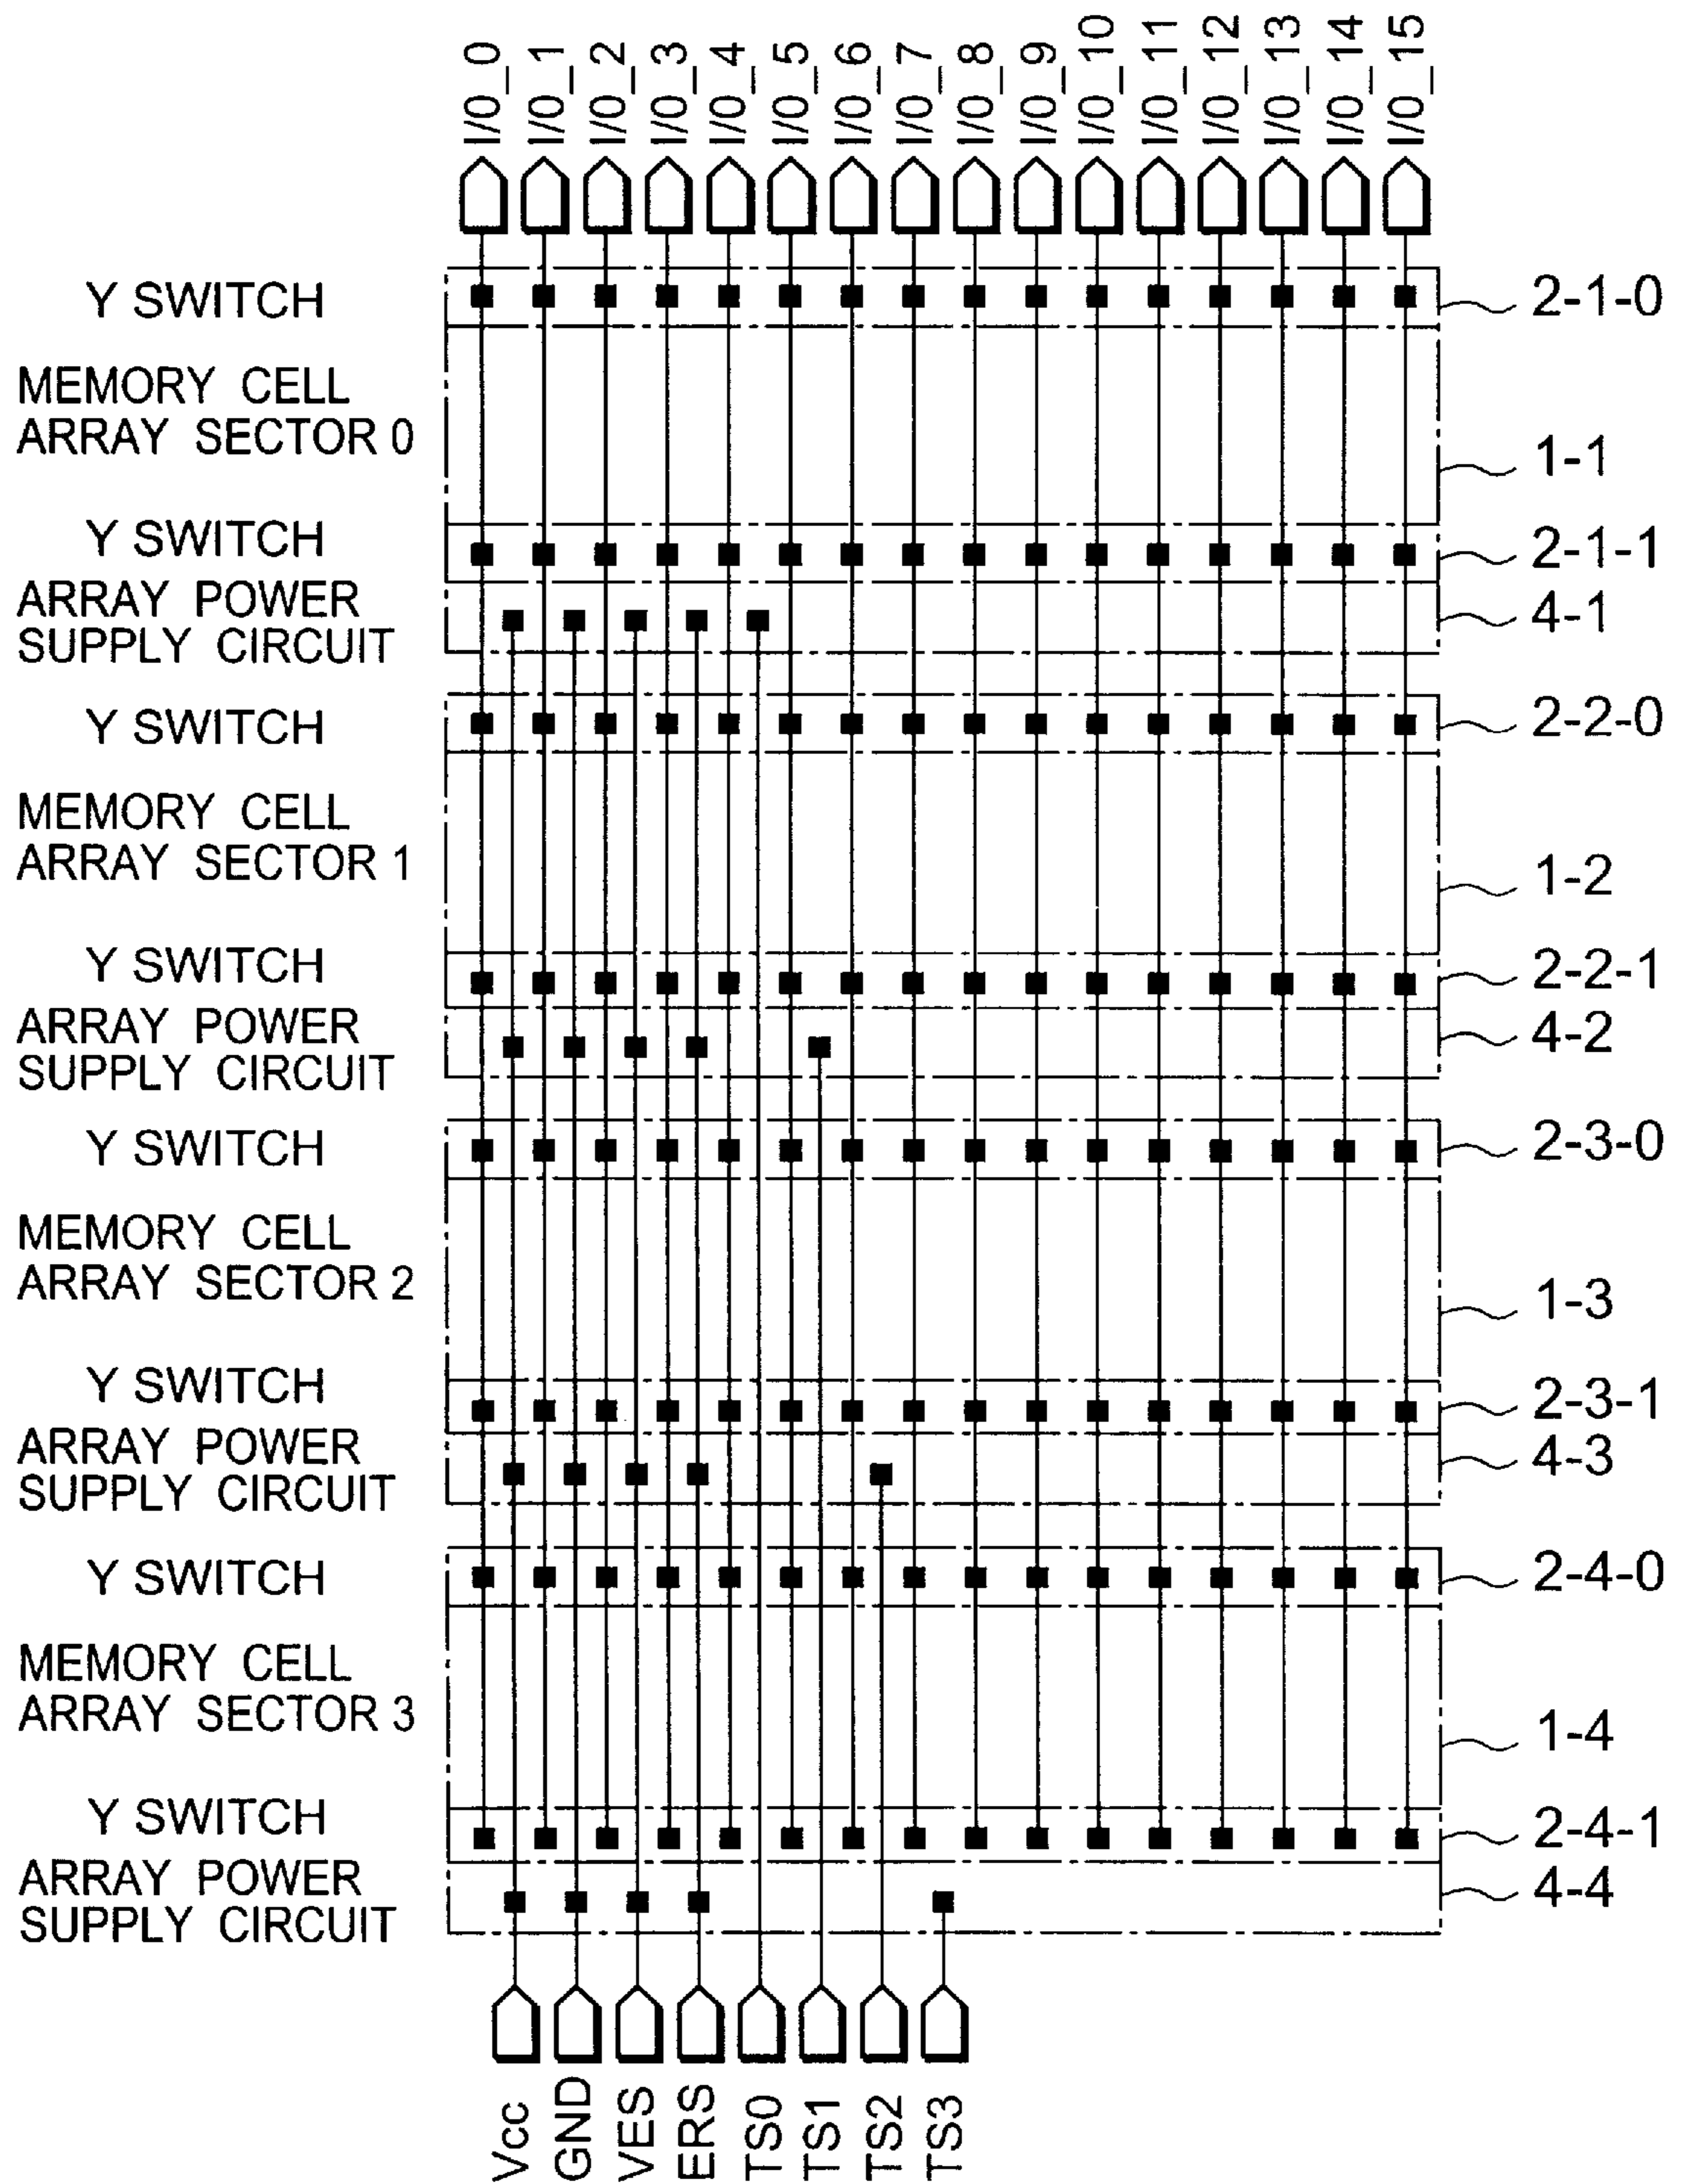 I/0_0
I/0_1
I/0_2
I/0_3
I/0_4
I/0_5
I/0_6
I/0_7
I/0_8
I/0_9
I/0_10
I/0_11
I/0_12
I/0_13
I/0_14
I/0_15
Y SWITCH
2-1-0
MEMORY CELL
ARRAY SECTOR 0
1-1
Y SWITCH
2-1-1
ARRAY POWER
SUPPLY CIRCUIT
4-1
Y SWITCH
2-2-0
MEMORY CELL
ARRAY SECTOR 1
1-2
Y SWITCH
2-2-1
ARRAY POWER
SUPPLY CIRCUIT
4-2
Y SWITCH
2-3-0
MEMORY CELL
ARRAY SECTOR 2
1-3
Y SWITCH
2-3-1
ARRAY POWER
SUPPLY CIRCUIT
4-3
Y SWITCH
2-4-0
MEMORY CELL
ARRAY SECTOR 3
1-4
Y SWITCH
2-4-1
ARRAY POWER
SUPPLY CIRCUIT
4-4
Vcc
GND
VES
ERS
TS0
TS1
TS2
TS3